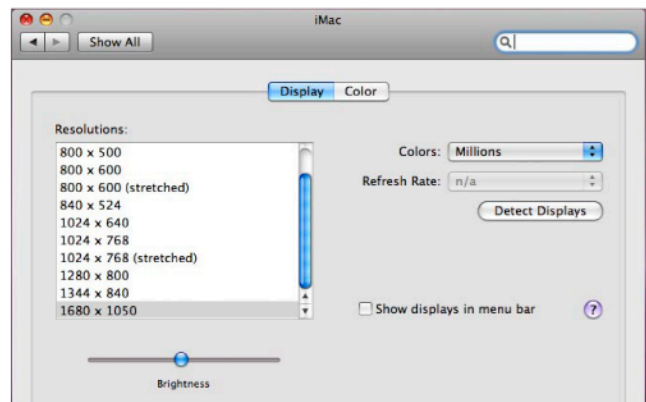 iMac
Show All
Display Color
Resolutions:
800 x 500
800 x 600
800 x 600 (stretched)
840 x 524
1024 x 640
1024 x 768
1024 x 768 (stretched)
1280 x 800
1344 x 840
1680 x 1050
Colors: Millions
Refresh Rate: n/a
Detect Displays
Show displays in menu bar ?
Brightness